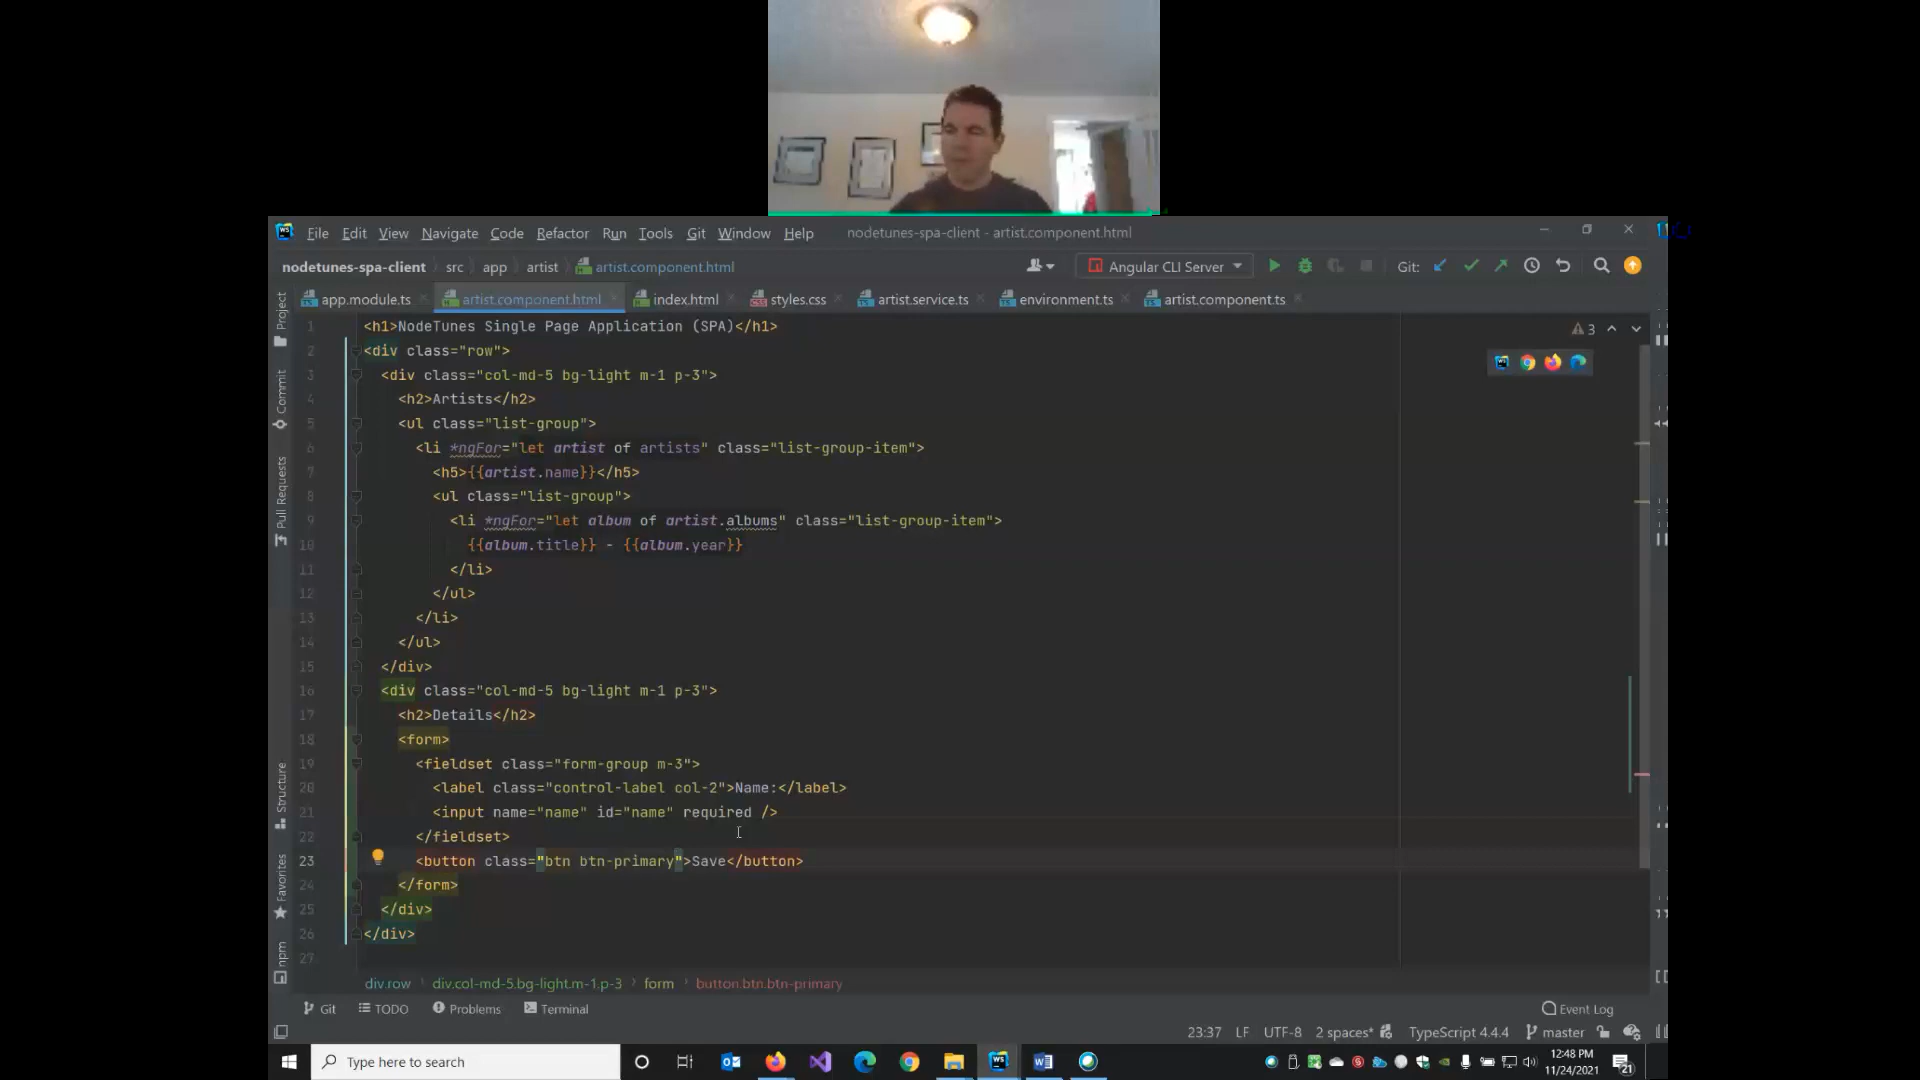 File Edit View Navigate Code Refactor Run Tools Git Window Help nodetunes-spa-client - artist.component.html
nodetunes-spa-client src app artist artist.component.html Angular CLI Server Git:
app.module.ts artist.component.html index.html styles.css artist.service.ts environment.ts artist.component.ts
1 <h1>NodeTunes Single Page Application (SPA)</h1>
2 <div class="row">
3 <div class="col-md-5 bg-light m-1 p-3">
4 <h2>Artists</h2>
5 <ul class="list-group">
6 <li *ngFor="let artist of artists" class="list-group-item">
7 <h5>{{artist.name}}</h5>
8 <ul class="list-group">
9 <li *ngFor="let album of artist.albums" class="list-group-item">
10 {{album.title}} - {{album.year}}
11 </li>
12 </ul>
13 </li>
14 </ul>
15 </div>
16 <div class="col-md-5 bg-light m-1 p-3">
17 <h2>Details</h2>
18 <form>
19 <fieldset class="form-group m-3">
20 <label class="control-label col-2">Name:</label>
21 <input name="name" id="name" required />
22 </fieldset>
23 <button class="btn btn-primary">Save</button>
24 </form>
25 </div>
26 </div>
27
3
Project
Commit
Pull Requests
Structure
Favorites
npm
div.row div.col-md-5.bg-light.m-1.p-3 form button.btn.btn-primary
Git TODO Problems Terminal Event Log
23:37 LF UTF-8 2 spaces* TypeScript 4.4.4 master
Type here to search
12:48 PM
11/24/2021
21